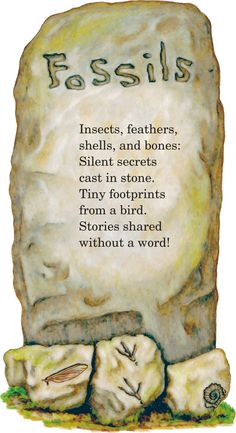 Fossils
Insects, feathers,
shells, and bones:
Silent secrets
cast in stone.
Tiny footprints
from a bird.
Stories shared
without a word!